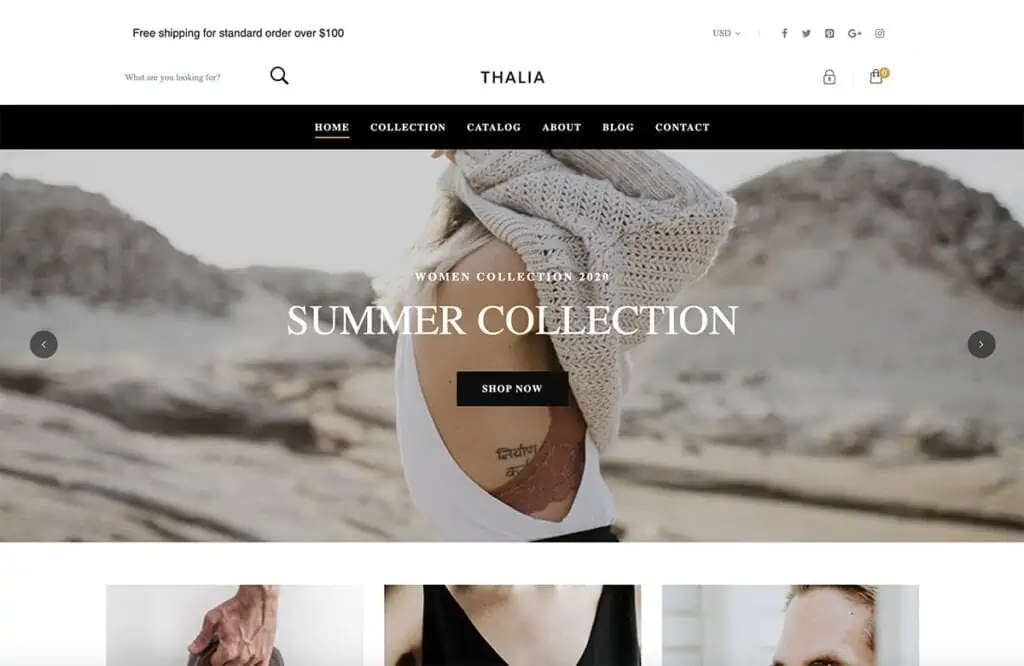 Free shipping for standard order over $100
USD
What are you looking for?
THALIA
0
HOME COLLECTION CATALOG ABOUT BLOG CONTACT
WOMEN COLLECTION 2020
SUMMER COLLECTION
SHOP NOW
निर्वाण